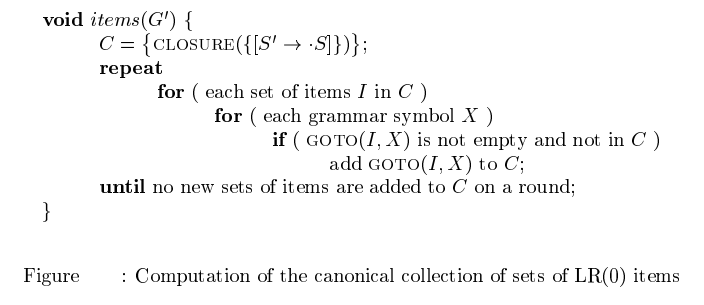 void items(G′) {
C = {CLOSURE({[S′ → ·S]})};
repeat
for ( each set of items I in C )
for ( each grammar symbol X )
if ( GOTO(I, X) is not empty and not in C )
add GOTO(I, X) to C;
until no new sets of items are added to C on a round;
}
Figure : Computation of the canonical collection of sets of LR(0) items